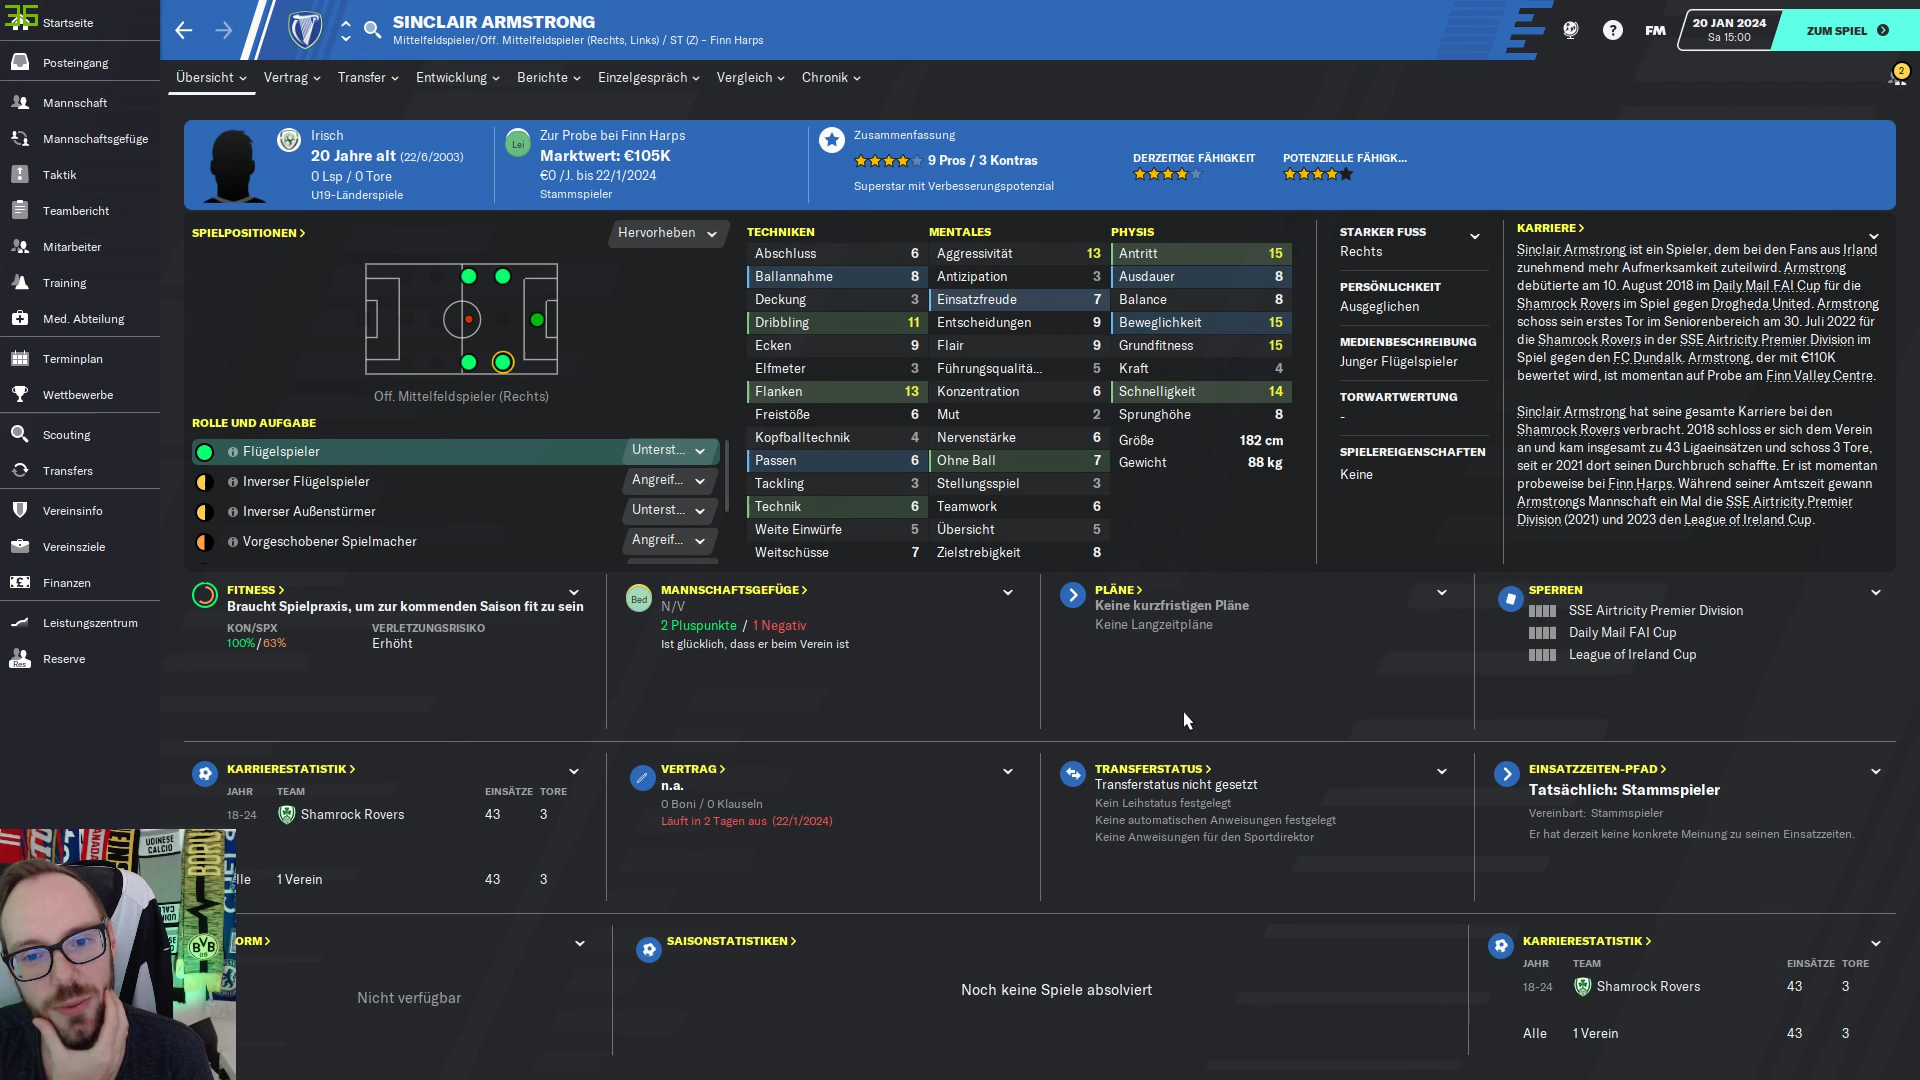 Startseite
Posteingang
Mannschaft
Mannschaftsgefüge
Taktik
Teambericht
Mitarbeiter
Training
Med. Abteilung
Terminplan
Wettbewerbe
Scouting
Transfers
Vereinsinfo
Vereinsziele
Finanzen
Leistungszentrum
Res
Reserve
SINCLAIR ARMSTRONG
Mittelfeldspieler/Off. Mittelfeldspieler (Rechts, Links) / ST (Z) – Finn Harps
FM
20 JAN 2024
Sa 15:00
ZUM SPIEL
2
Übersicht
Vertrag
Transfer
Entwicklung
Berichte
Einzelgespräch
Vergleich
Chronik
Irisch
20 Jahre alt (22/6/2003)
0 Lsp / 0 Tore
U19-Länderspiele
Lei
Zur Probe bei Finn Harps
Marktwert: €105K
€0 /J. bis 22/1/2024
Stammspieler
Zusammenfassung
9 Pros / 3 Kontras
Superstar mit Verbesserungspotenzial
DERZEITIGE FÄHIGKEIT
POTENZIELLE FÄHIGK...
SPIELPOSITIONEN
Hervorheben
Off. Mittelfeldspieler (Rechts)
ROLLE UND AUFGABE
Flügelspieler Unterst...
Inverser Flügelspieler Angreif...
Inverser Außenstürmer Unterst...
Vorgeschobener Spielmacher Angreif...
TECHNIKEN
Abschluss 6
Ballannahme 8
Deckung 3
Dribbling 11
Ecken 9
Elfmeter 3
Flanken 13
Freistöße 6
Kopfballtechnik 4
Passen 6
Tackling 3
Technik 6
Weite Einwürfe 5
Weitschüsse 7
MENTALES
Aggressivität 13
Antizipation 3
Einsatzfreude 7
Entscheidungen 9
Flair 9
Führungsqualitä... 5
Konzentration 6
Mut 2
Nervenstärke 6
Ohne Ball 7
Stellungsspiel 3
Teamwork 6
Übersicht 5
Zielstrebigkeit 8
PHYSIS
Antritt 15
Ausdauer 8
Balance 8
Beweglichkeit 15
Grundfitness 15
Kraft 4
Schnelligkeit 14
Sprunghöhe 8
Größe 182 cm
Gewicht 88 kg
STARKER FUSS
Rechts
PERSÖNLICHKEIT
Ausgeglichen
MEDIENBESCHREIBUNG
Junger Flügelspieler
TORWARTWERTUNG
-
SPIELEREIGENSCHAFTEN
Keine
KARRIERE
Sinclair Armstrong ist ein Spieler, dem bei den Fans aus Irland
zunehmend mehr Aufmerksamkeit zuteilwird. Armstrong
debütierte am 10. August 2018 im Daily Mail FAI Cup für die
Shamrock Rovers im Spiel gegen Drogheda United. Armstrong
schoss sein erstes Tor im Seniorenbereich am 30. Juli 2022 für
die Shamrock Rovers in der SSE Airtricity Premier Division im
Spiel gegen den FC Dundalk. Armstrong, der mit €110K
bewertet wird, ist momentan auf Probe am Finn Valley Centre.
Sinclair Armstrong hat seine gesamte Karriere bei den
Shamrock Rovers verbracht. 2018 schloss er sich dem Verein
an und kam insgesamt zu 43 Ligaeinsätzen und schoss 3 Tore,
seit er 2021 dort seinen Durchbruch schaffte. Er ist momentan
probeweise bei Finn Harps. Während seiner Amtszeit gewann
Armstrongs Mannschaft ein Mal die SSE Airtricity Premier
Division (2021) und 2023 den League of Ireland Cup.
FITNESS
Braucht Spielpraxis, um zur kommenden Saison fit zu sein
KON/SPX
100%/63%
VERLETZUNGSRISIKO
Erhöht
Bed
MANNSCHAFTSGEFÜGE
N/V
2 Pluspunkte / 1 Negativ
Ist glücklich, dass er beim Verein ist
PLÄNE
Keine kurzfristigen Pläne
Keine Langzeitpläne
SPERREN
SSE Airtricity Premier Division
Daily Mail FAI Cup
League of Ireland Cup
KARRIERESTATISTIK
JAHR TEAM EINSÄTZE TORE
18-24 Shamrock Rovers 43 3
lle 1 Verein 43 3
VERTRAG
n.a.
0 Boni / 0 Klauseln
Läuft in 2 Tagen aus (22/1/2024)
TRANSFERSTATUS
Transferstatus nicht gesetzt
Kein Leihstatus festgelegt
Keine automatischen Anweisungen festgelegt
Keine Anweisungen für den Sportdirektor
EINSATZZEITEN-PFAD
Tatsächlich: Stammspieler
Vereinbart: Stammspieler
Er hat derzeit keine konkrete Meinung zu seinen Einsatzzeiten.
ORM
Nicht verfügbar
SAISONSTATISTIKEN
Noch keine Spiele absolviert
KARRIERESTATISTIK
JAHR TEAM EINSÄTZE TORE
18-24 Shamrock Rovers 43 3
Alle 1 Verein 43 3
UDINESE
CALCIO
BVB
09